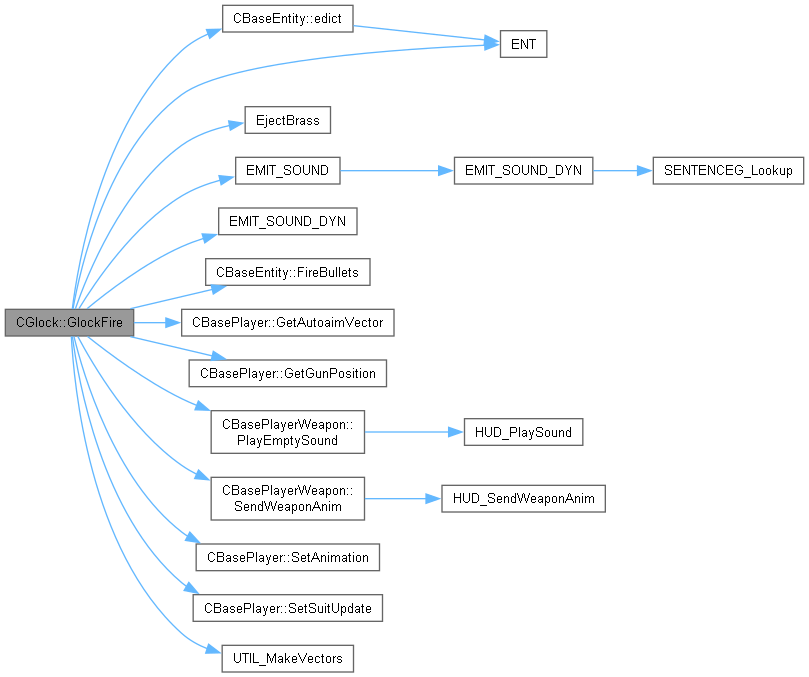 CBaseEntity::edict
ENT
EjectBrass
EMIT_SOUND
EMIT_SOUND_DYN
SENTENCEG_Lookup
EMIT_SOUND_DYN
CBaseEntity::FireBullets
CGlock::GlockFire
CBasePlayer::GetAutoaimVector
CBasePlayer::GetGunPosition
CBasePlayerWeapon::
PlayEmptySound
HUD_PlaySound
CBasePlayerWeapon::
SendWeaponAnim
HUD_SendWeaponAnim
CBasePlayer::SetAnimation
CBasePlayer::SetSuitUpdate
UTIL_MakeVectors